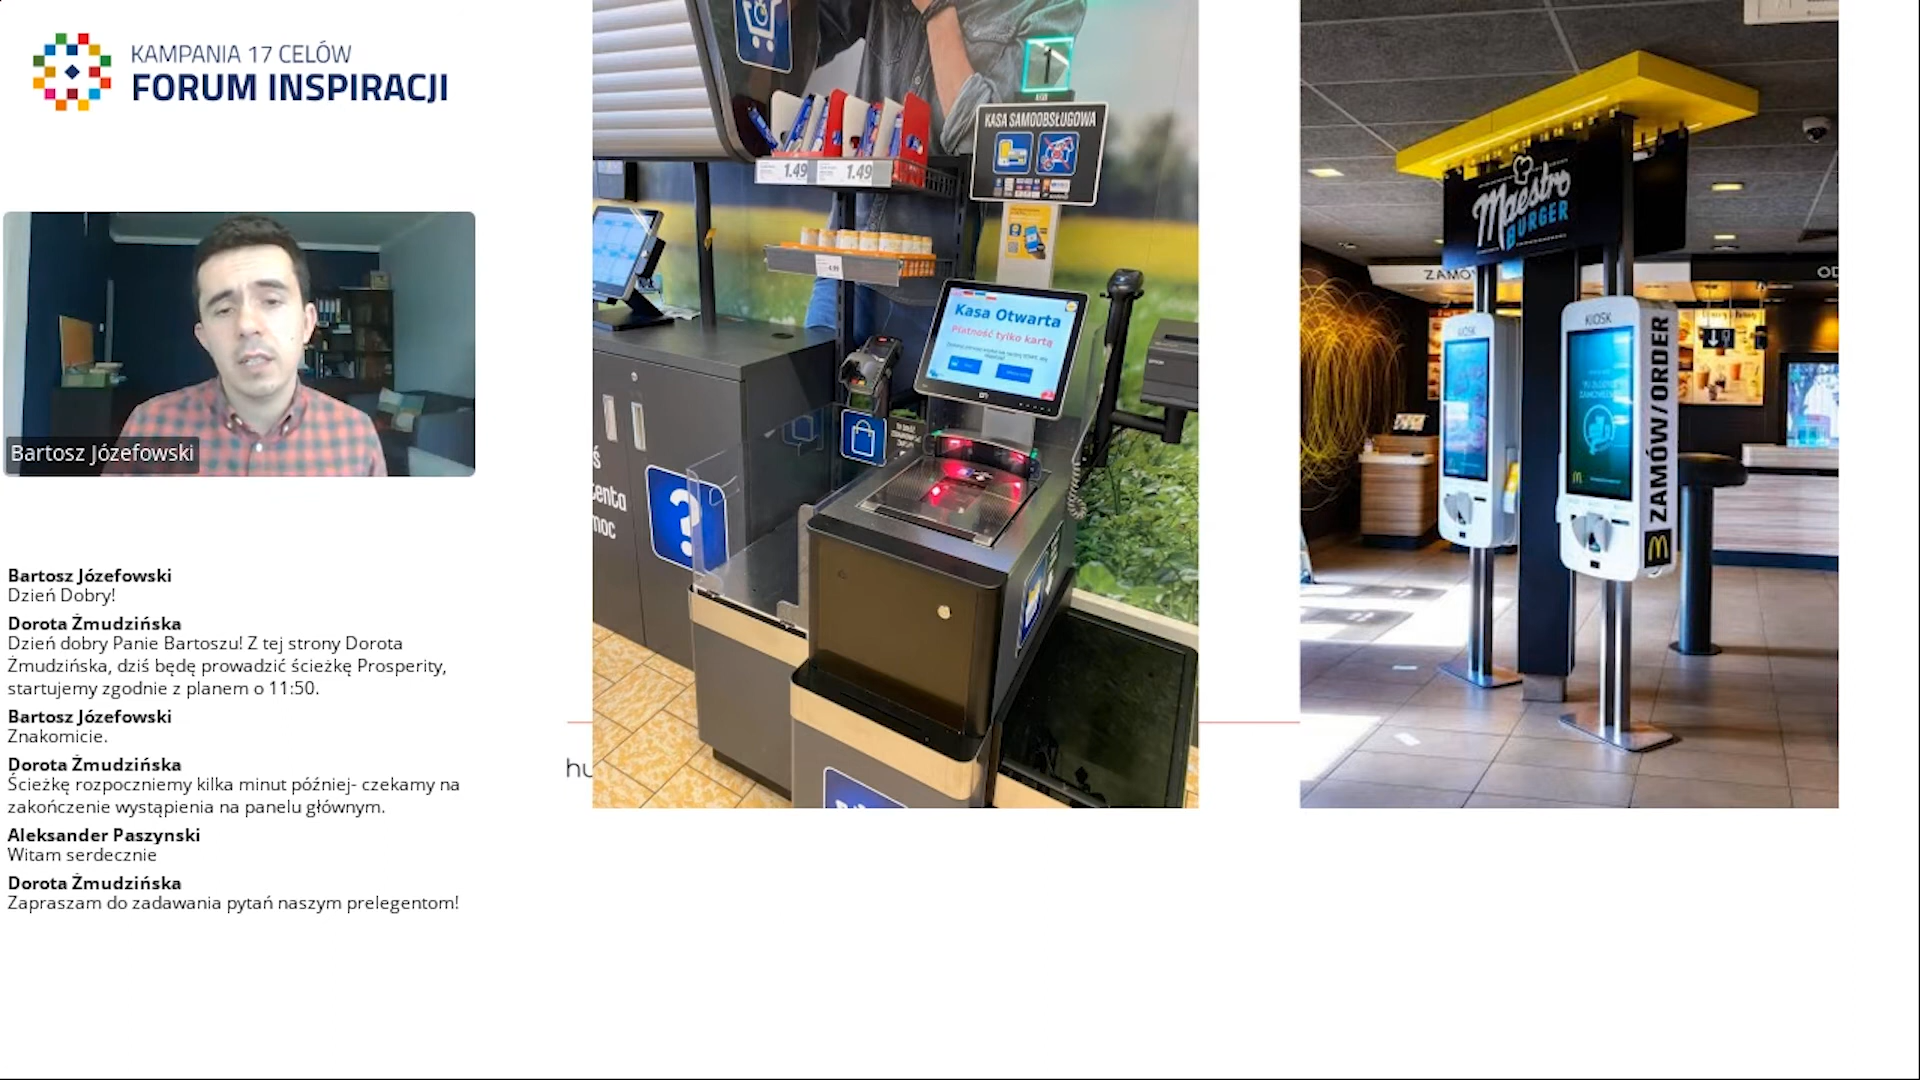 KAMPANIA 17 CELÓW
FORUM INSPIRACJI
Bartosz Józefowski
Bartosz Józefowski
Dzień Dobry!
Dorota Żmudzińska
Dzień dobry Panie Bartoszu! Z tej strony Dorota
Żmudzińska, dziś będę prowadzić ścieżkę Prosperity,
startujemy zgodnie z planem o 11:50.
Bartosz Józefowski
Znakomicie.
Dorota Żmudzińska
Ścieżkę rozpoczniemy kilka minut później- czekamy na
zakończenie wystąpienia na panelu głównym.
Aleksander Paszynski
Witam serdecznie
Dorota Żmudzińska
Zapraszam do zadawania pytań naszym prelegentom!
KASA SAMOOBSŁUGOWA
1.49
1.49
Kasa Otwarta
Płatność tylko kartą
?
hu
Maestro
BURGER
ZAMÓW
OD
KIOSK
KIOSK
ZAMÓW/ORDER